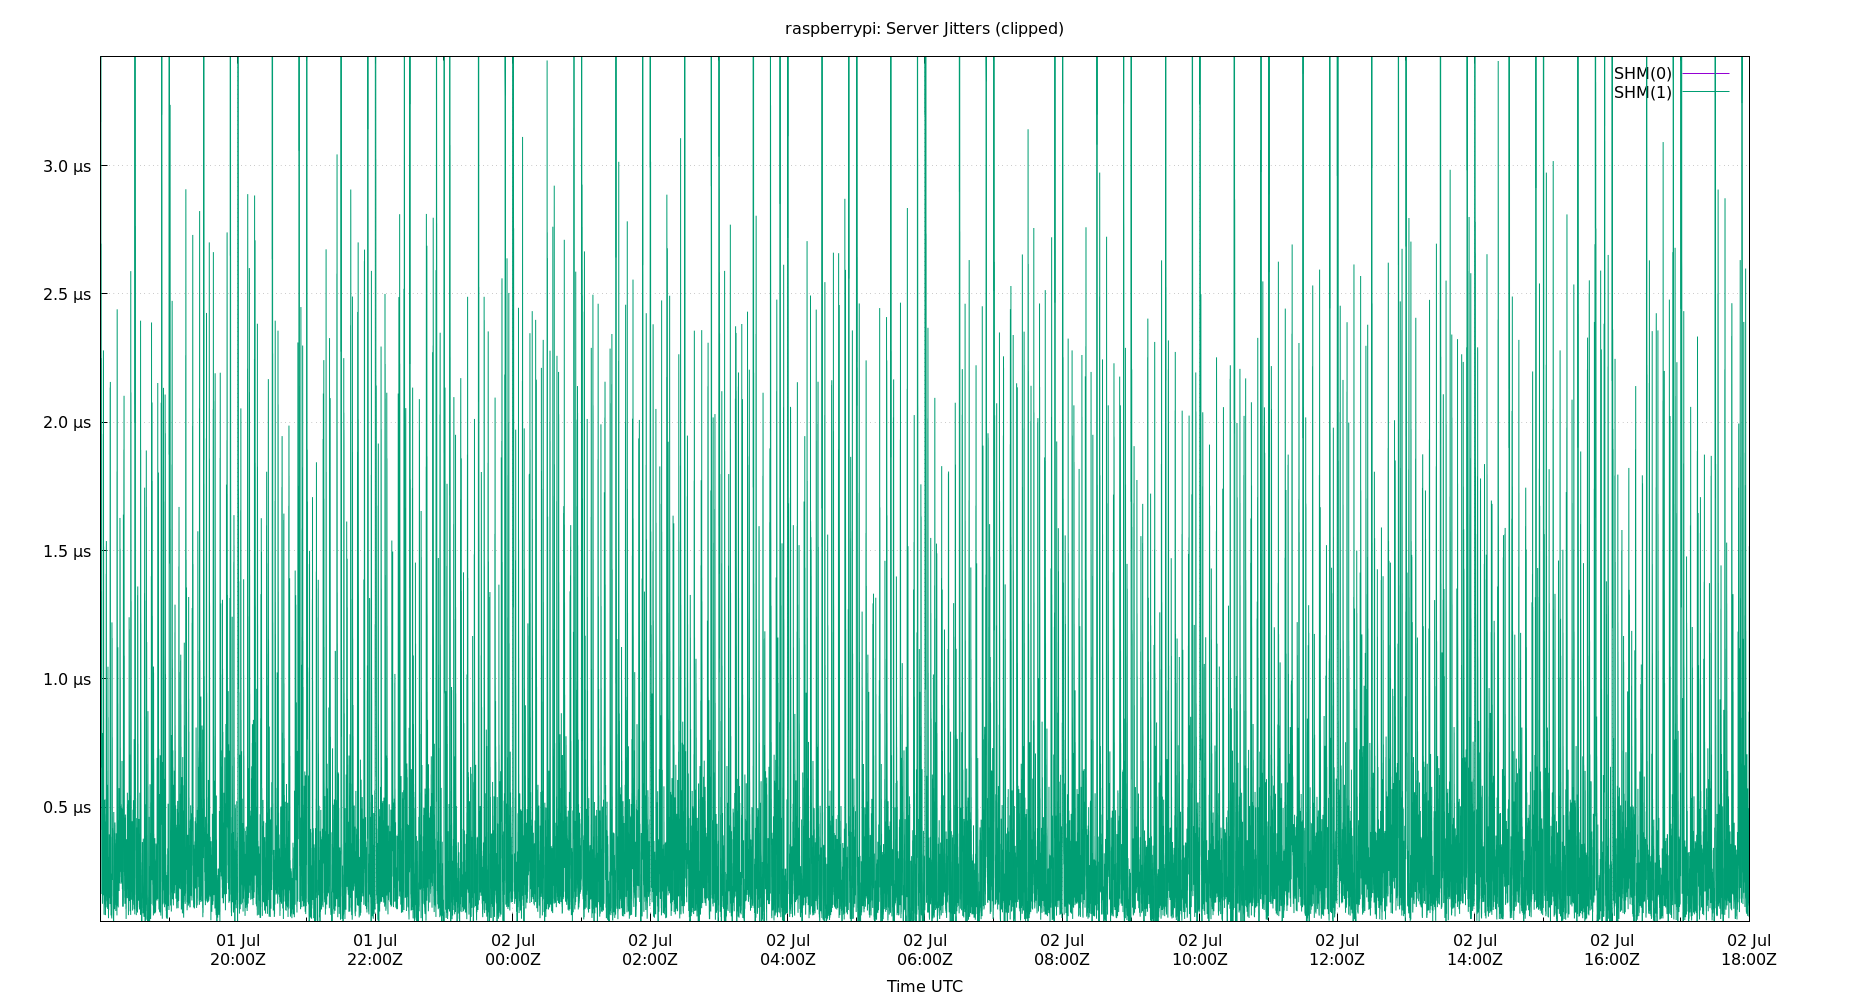 raspberrypi: Server Jitters (clipped)
SHM(0)
SHM(1)
3.0 µs
2.5 µs
2.0 µs
1.5 µs
1.0 µs
0.5 µs
01 Jul 01 Jul 02 Jul 02 Jul 02 Jul 02 Jul 02 Jul 02 Jul 02 Jul 02 Jul 02 Jul 02 Jul
20:00Z 22:00Z 00:00Z 02:00Z 04:00Z 06:00Z 08:00Z 10:00Z 12:00Z 14:00Z 16:00Z 18:00Z
Time UTC